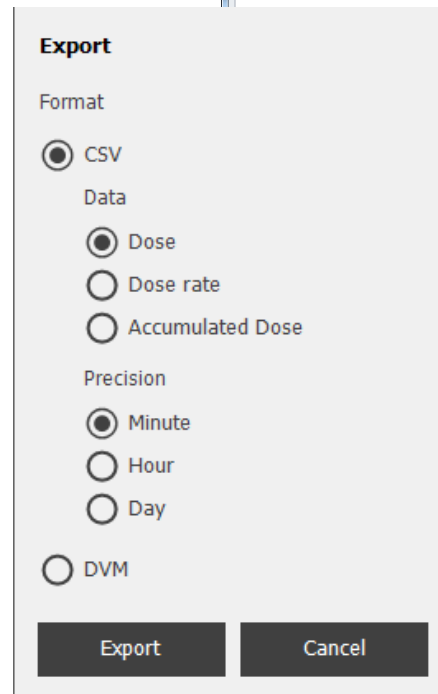 Export
Format
CSV
Data
Dose
Dose rate
Accumulated Dose
Precision
Minute
Hour
Day
DVM
Export Cancel